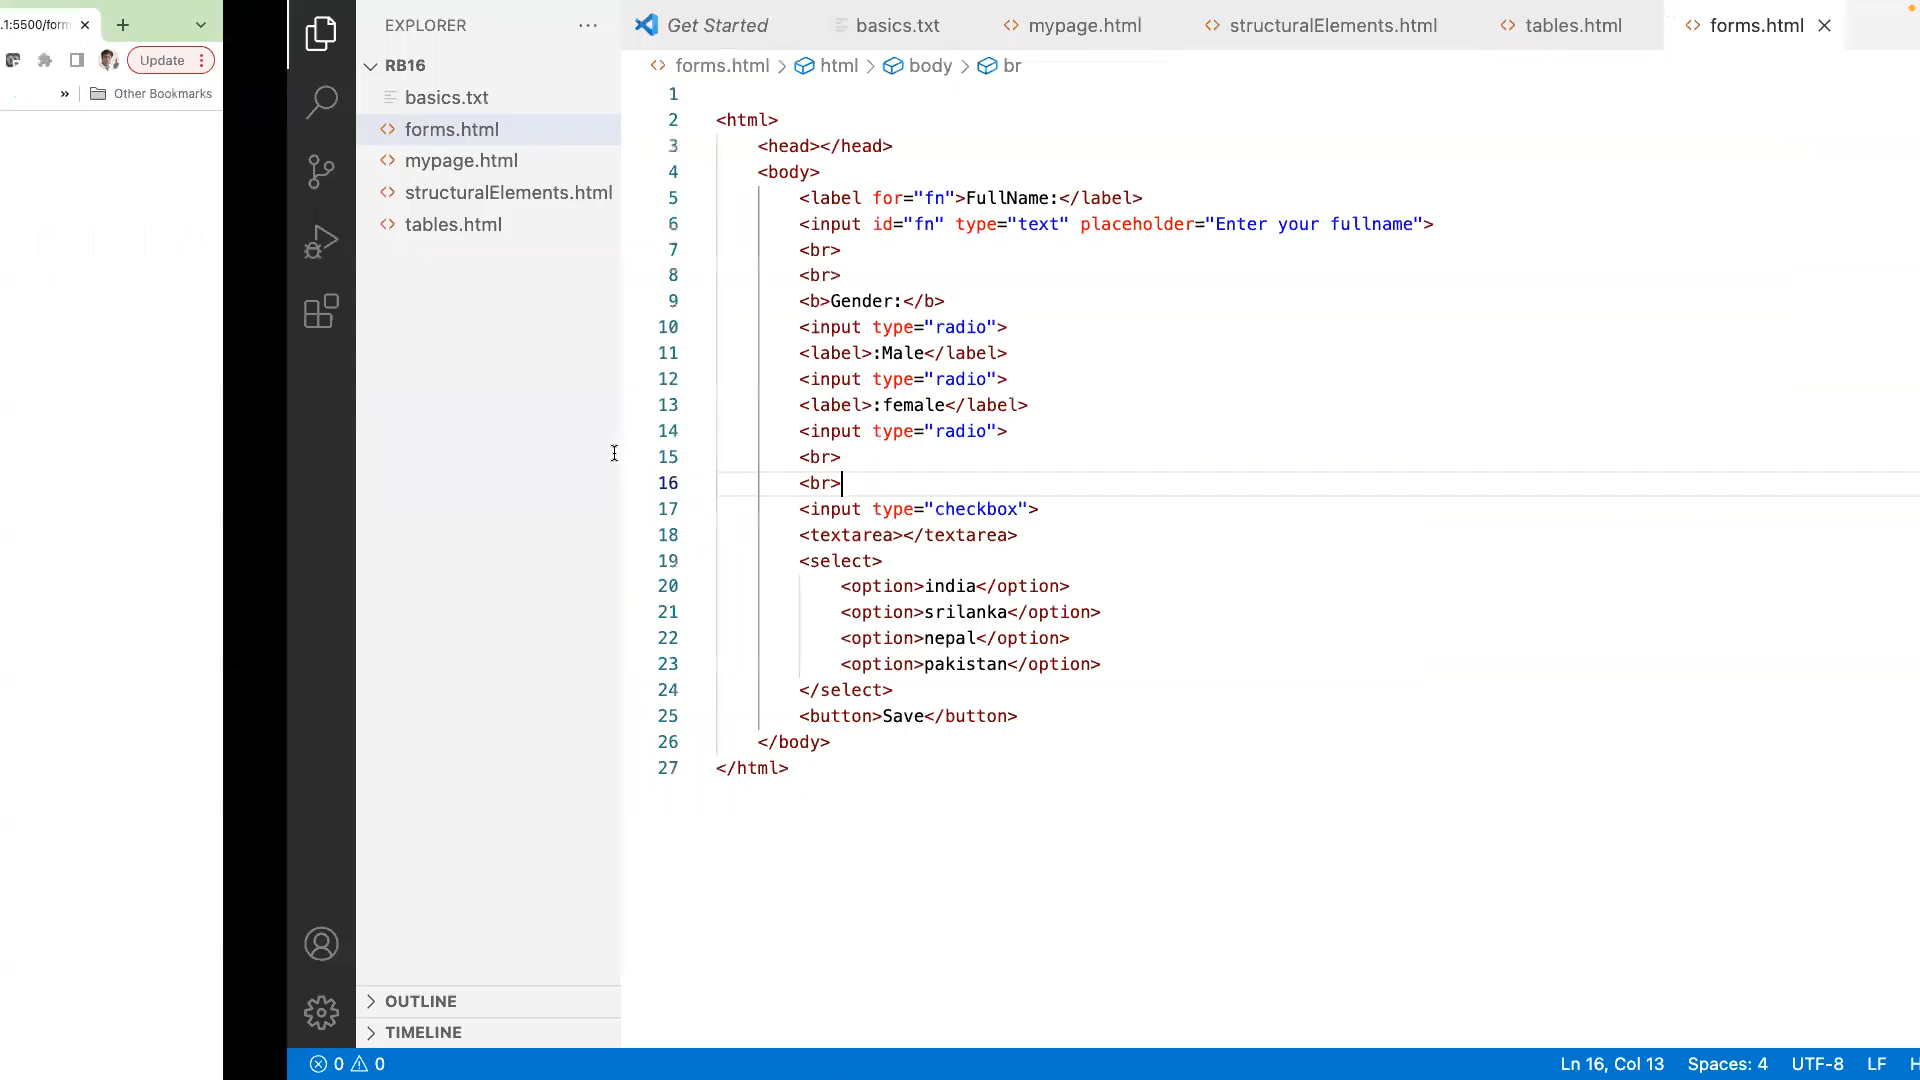 .1:5500/form
Update
»
Other Bookmarks
EXPLORER
RB16
basics.txt
forms.html
mypage.html
structuralElements.html
tables.html
OUTLINE
TIMELINE
Get Started
basics.txt
mypage.html
structuralElements.html
tables.html
forms.html
forms.html > html > body > br
1
2 <html>
3 <head></head>
4 <body>
5 <label for="fn">FullName:</label>
6 <input id="fn" type="text" placeholder="Enter your fullname">
7 <br>
8 <br>
9 <b>Gender:</b>
10 <input type="radio">
11 <label>:Male</label>
12 <input type="radio">
13 <label>:female</label>
14 <input type="radio">
15 <br>
16 <br>
17 <input type="checkbox">
18 <textarea></textarea>
19 <select>
20 <option>india</option>
21 <option>srilanka</option>
22 <option>nepal</option>
23 <option>pakistan</option>
24 </select>
25 <button>Save</button>
26 </body>
27 </html>
0 0
Ln 16, Col 13 Spaces: 4 UTF-8 LF H